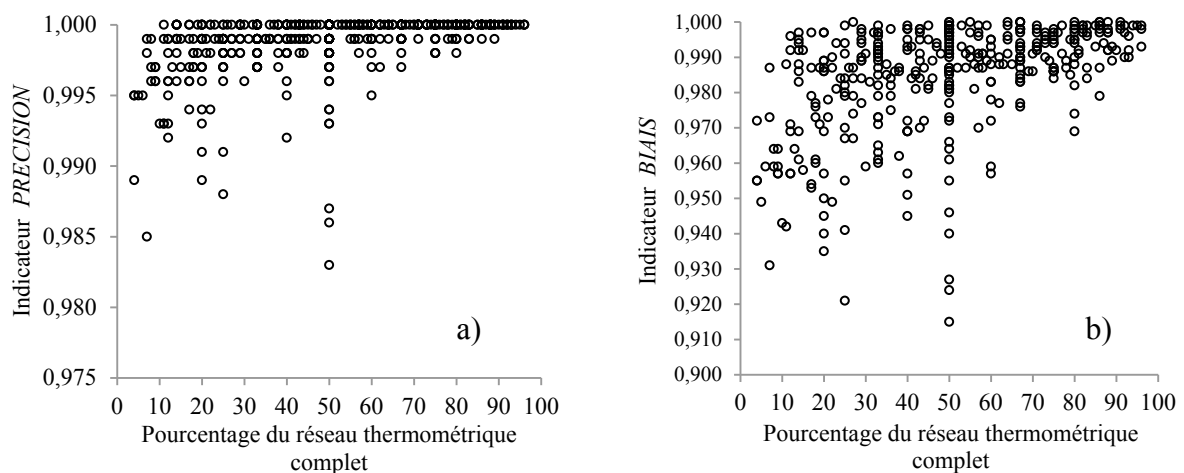 1,000
0,995
0,990
0,985
0,980
0,975
Indicateur PRECISION
0 10 20 30 40 50 60 70 80 90 100
Pourcentage du réseau thermométrique
complet
a)
1,000
0,990
0,980
0,970
0,960
0,950
0,940
0,930
0,920
0,910
0,900
Indicateur BIAIS
0 10 20 30 40 50 60 70 80 90 100
Pourcentage du réseau thermométrique
complet
b)